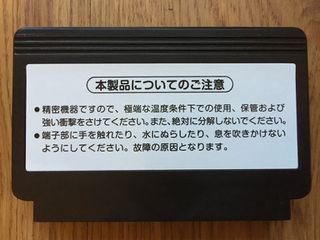 本製品についてのご注意
●精密機器ですので、極端な温度条件下での使用、保管および
強い衝撃をさけてください。また、絶対に分解しないでください。
●端子部に手を触れたり、水にぬらしたり、息を吹きかけない
ようにしてください。故障の原因となります。